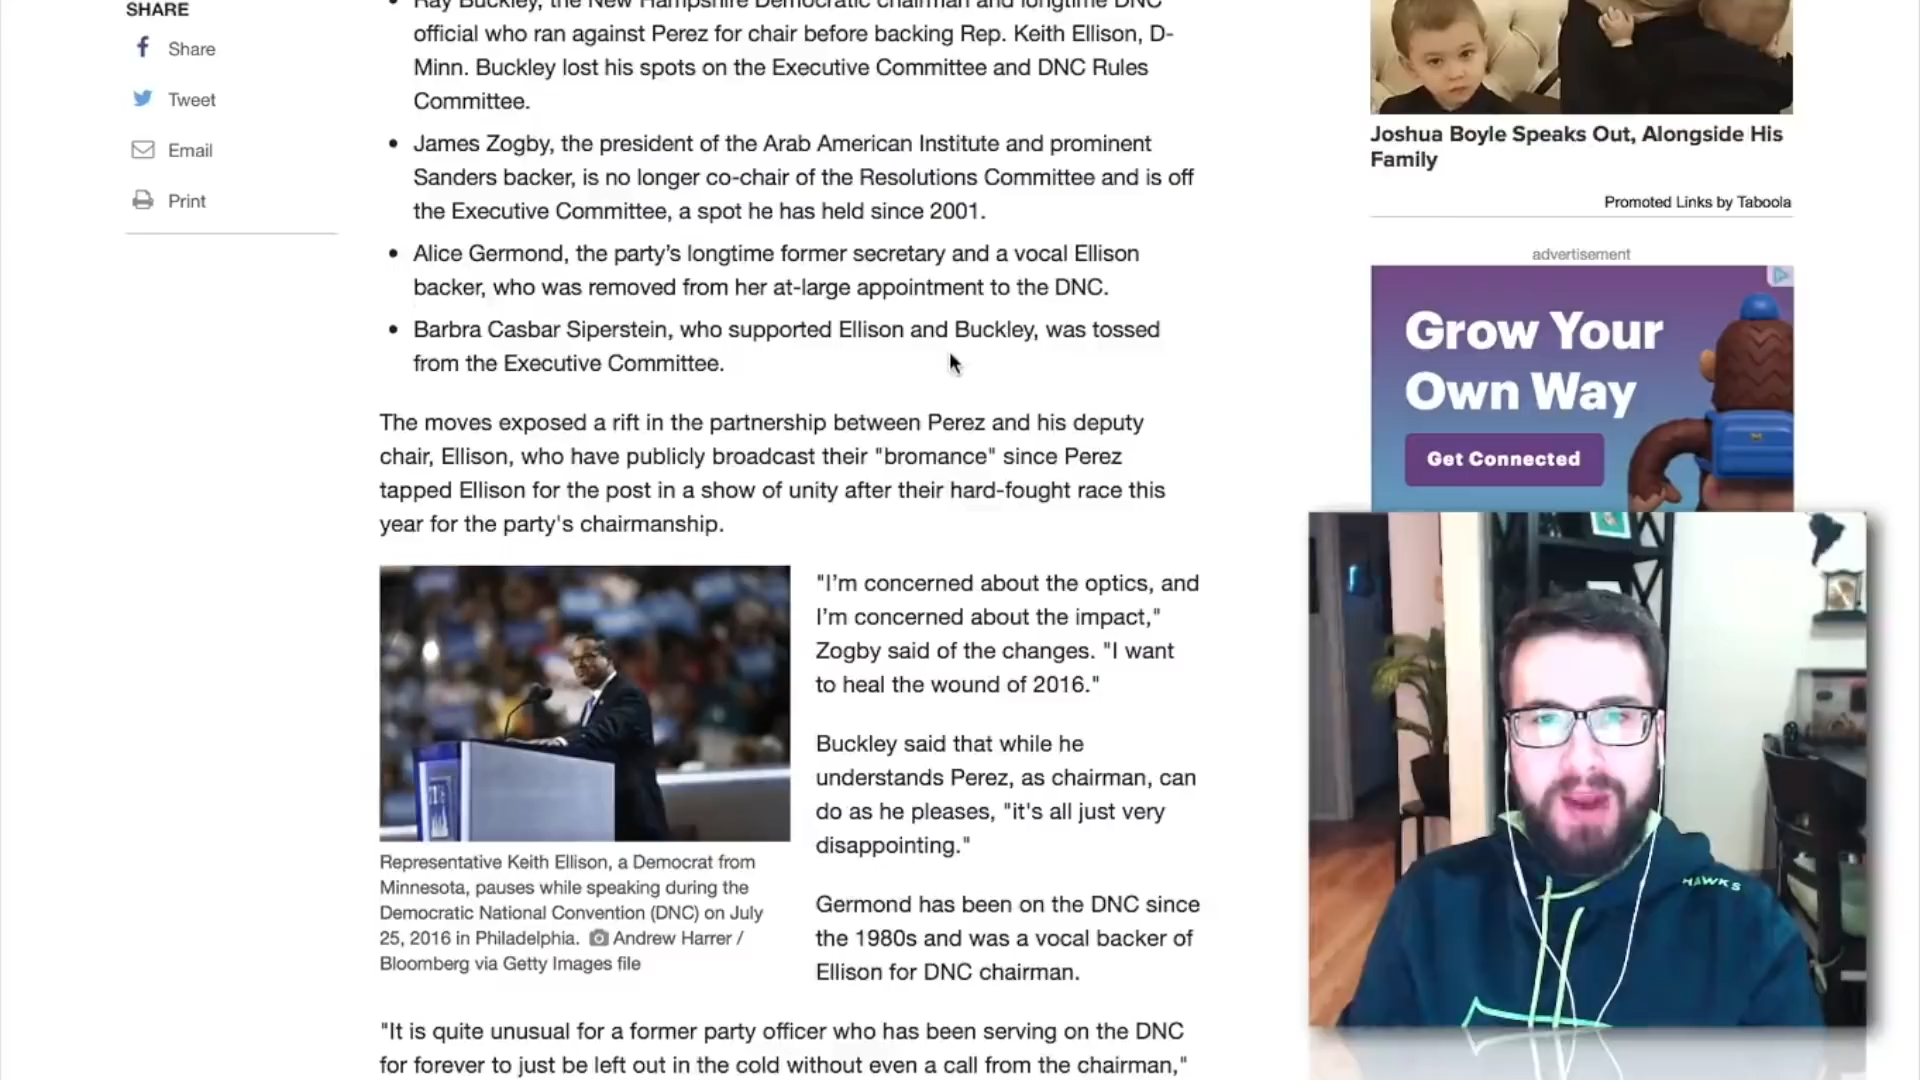 SHARE
Share
Tweet
Email
Print
Ray Buckley, the New Hampshire Democratic chairman and longtime DNC
official who ran against Perez for chair before backing Rep. Keith Ellison, D-
Minn. Buckley lost his spots on the Executive Committee and DNC Rules
Committee.
James Zogby, the president of the Arab American Institute and prominent
Sanders backer, is no longer co-chair of the Resolutions Committee and is off
the Executive Committee, a spot he has held since 2001.
Alice Germond, the party’s longtime former secretary and a vocal Ellison
backer, who was removed from her at-large appointment to the DNC.
Barbra Casbar Siperstein, who supported Ellison and Buckley, was tossed
from the Executive Committee.
The moves exposed a rift in the partnership between Perez and his deputy
chair, Ellison, who have publicly broadcast their "bromance" since Perez
tapped Ellison for the post in a show of unity after their hard-fought race this
year for the party's chairmanship.
Representative Keith Ellison, a Democrat from
Minnesota, pauses while speaking during the
Democratic National Convention (DNC) on July
25, 2016 in Philadelphia. Andrew Harrer /
Bloomberg via Getty Images file
"I’m concerned about the optics, and
I’m concerned about the impact,"
Zogby said of the changes. "I want
to heal the wound of 2016."
Buckley said that while he
understands Perez, as chairman, can
do as he pleases, "it's all just very
disappointing."
Germond has been on the DNC since
the 1980s and was a vocal backer of
Ellison for DNC chairman.
"It is quite unusual for a former party officer who has been serving on the DNC
for forever to just be left out in the cold without even a call from the chairman,"
Joshua Boyle Speaks Out, Alongside His
Family
Promoted Links by Taboola
advertisement
Grow Your
Own Way
Get Connected
HAWKS